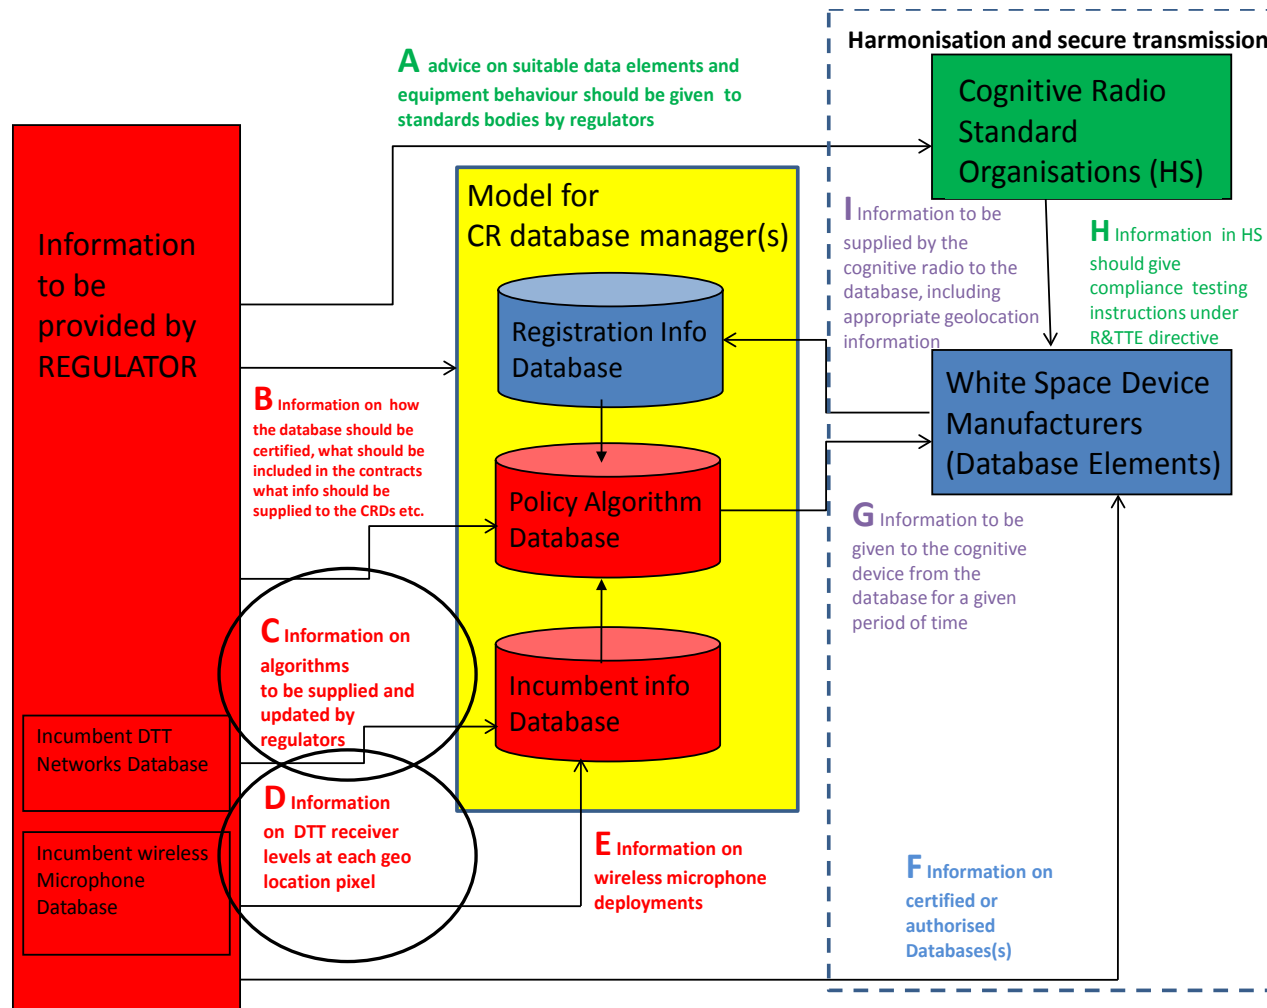 Harmonisation and secure transmission
A advice on suitable data elements and
equipment behaviour should be given to
standards bodies by regulators
Cognitive Radio
Standard
Organisations (HS)
Information
to be
provided by
REGULATOR
Model for
CR database manager(s)
Registration Info
Database
I Information to be
supplied by the
cognitive radio to the
database, including
appropriate geolocation
information
H Information in HS
should give
compliance testing
instructions under
R&TTE directive
B Information on how
the database should be
certified, what should be
included in the contracts
what info should be
supplied to the CRDs etc.
White Space Device
Manufacturers
(Database Elements)
Policy Algorithm
Database
G Information to be
given to the cognitive
device from the
database for a given
period of time
C Information on
algorithms
to be supplied and
updated by
regulators
Incumbent info
Database
Incumbent DTT
Networks Database
D Information
on DTT receiver
levels at each geo
location pixel
Incumbent wireless
Microphone
Database
E Information on
wireless microphone
deployments
F Information on
certified or
authorised
Databases(s)